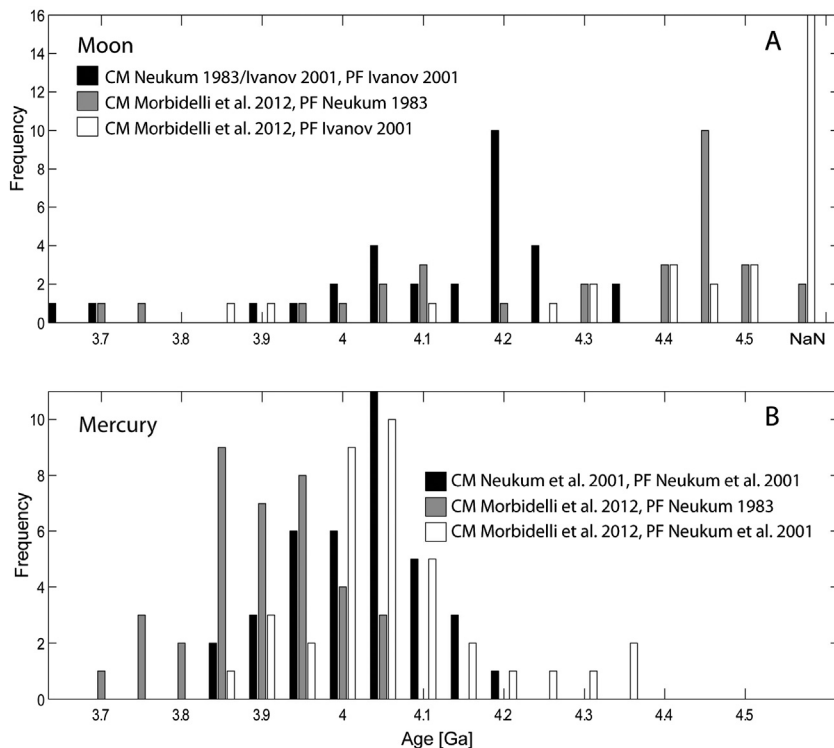 16
14
12
10
8
6
4
2
0
Frequency
Moon
A
CM Neukum 1983/Ivanov 2001, PF Ivanov 2001
CM Morbidelli et al. 2012, PF Neukum 1983
CM Morbidelli et al. 2012, PF Ivanov 2001
3.7 3.8 3.9 4 4.1 4.2 4.3 4.4 4.5 NaN
10
8
6
4
2
0
Frequency
Mercury
B
CM Neukum et al. 2001, PF Neukum et al. 2001
CM Morbidelli et al. 2012, PF Neukum 1983
CM Morbidelli et al. 2012, PF Neukum et al. 2001
3.7 3.8 3.9 4 4.1 4.2 4.3 4.4 4.5
Age [Ga]